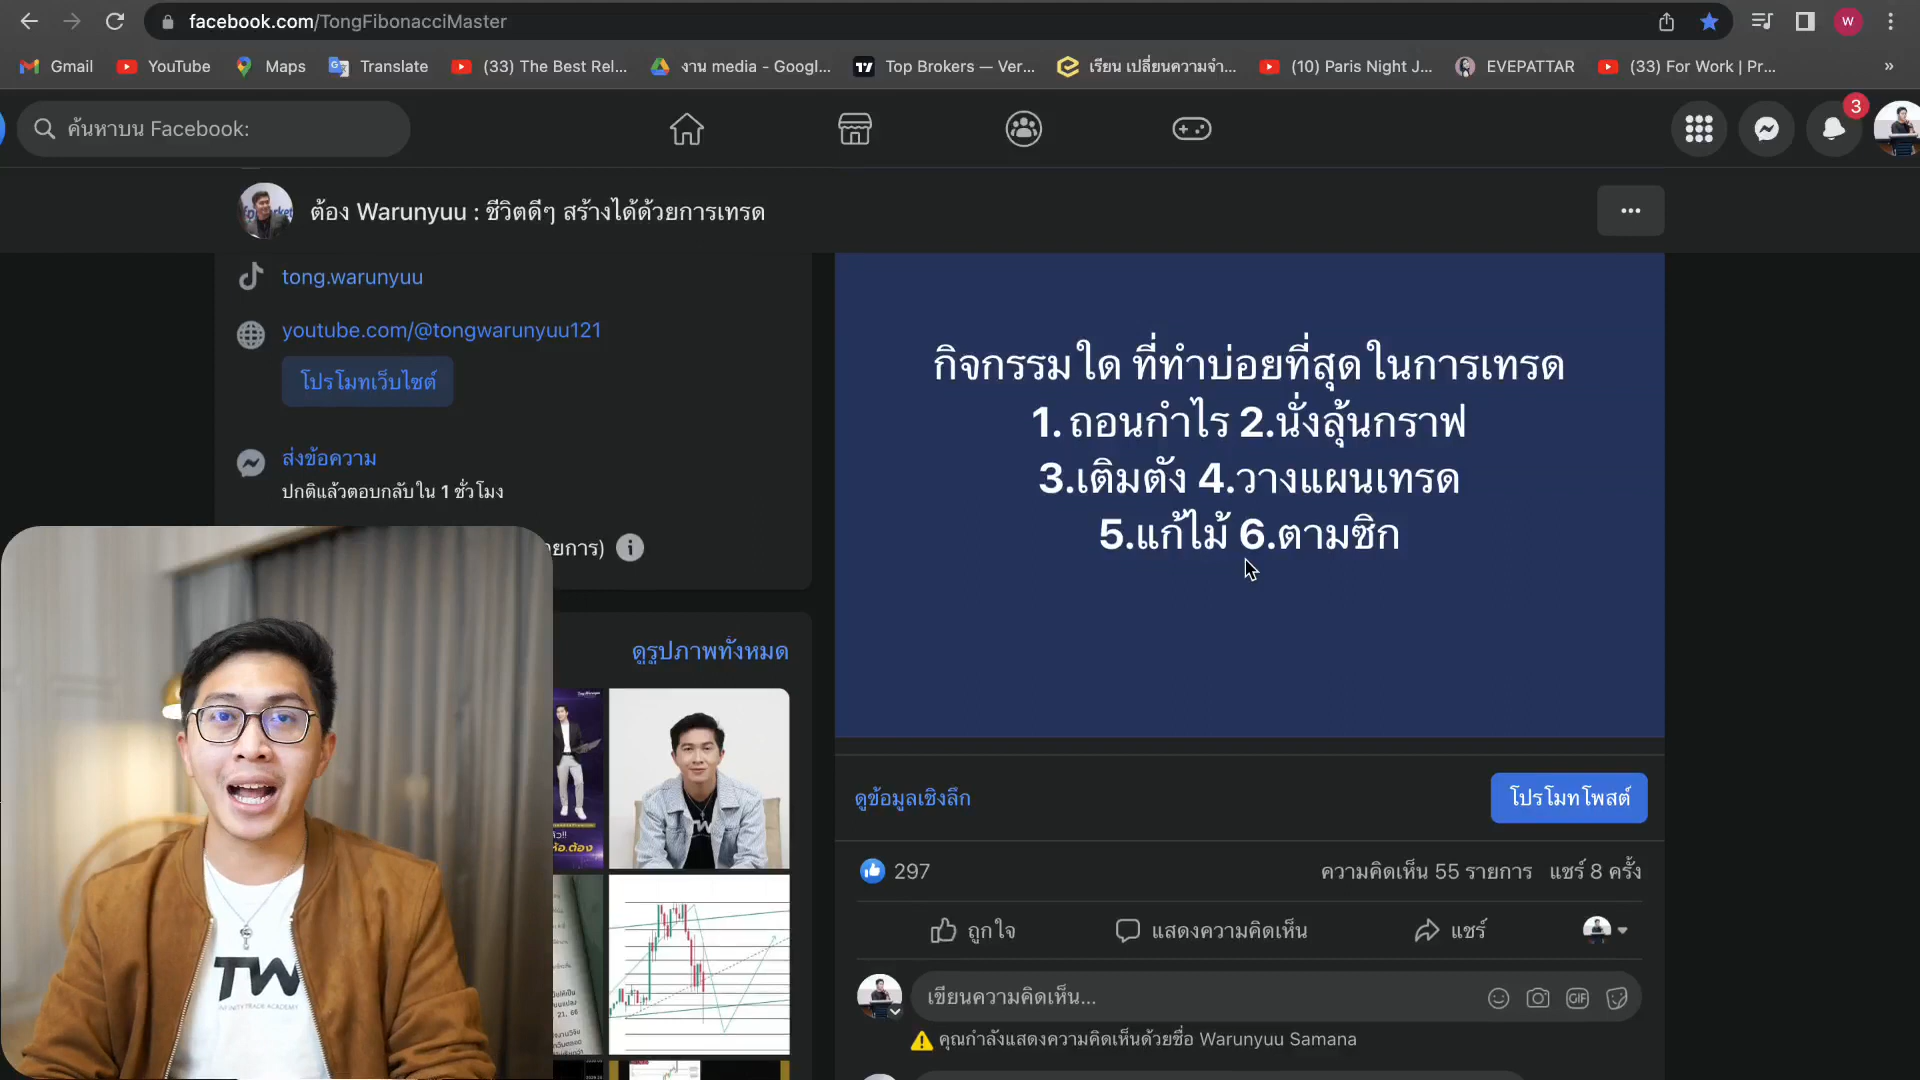 facebook.com/TongFibonacciMaster
W
Gmail YouTube Maps Translate (33) The Best Rel... งาน media - Googl... Top Brokers — Ver... เรียน เปลี่ยนความจำ... (10) Paris Night J... EVEPATTAR (33) For Work | Pr... »
ค้นหาบน Facebook:
3
ต้อง Warunyuu : ชีวิตดีๆ สร้างได้ด้วยการเทรด
tong.warunyuu
youtube.com/@tongwarunyuu121
โปรโมทเว็บไซต์
ส่งข้อความ
ปกติแล้วตอบกลับใน 1 ชั่วโมง
ดูรูปภาพทั้งหมด
กิจกรรมใด ที่ทำบ่อยที่สุดในการเทรด
1. ถอนกำไร 2.นั่งลุ้นกราฟ
3.เติมตัง 4.วางแผนเทรด
5.แก้ไม้ 6.ตามซิก
ดูข้อมูลเชิงลึก
โปรโมทโพสต์
297
ความคิดเห็น 55 รายการ แชร์ 8 ครั้ง
ถูกใจ แสดงความคิดเห็น แชร์
เขียนความคิดเห็น...
GIF
คุณกำลังแสดงความคิดเห็นด้วยชื่อ Warunyuu Samana
TW
INFINITY TRADE ACADEMY
TW